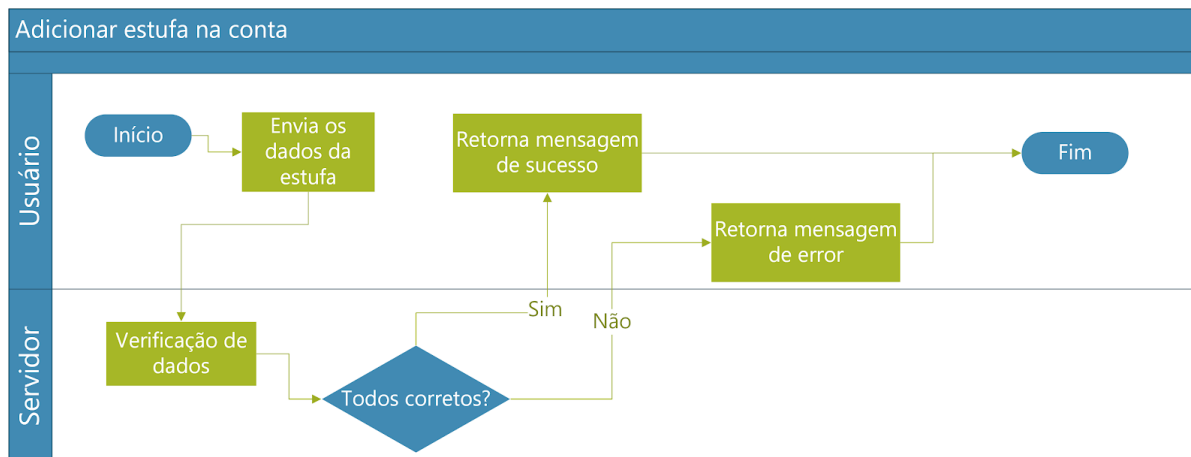 Adicionar estufa na conta
Usuário
Início
Envia os
dados da
estufa
Retorna mensagem
de sucesso
Fim
Retorna mensagem
de error
Sim
Não
Servidor
Verificação de
dados
Todos corretos?